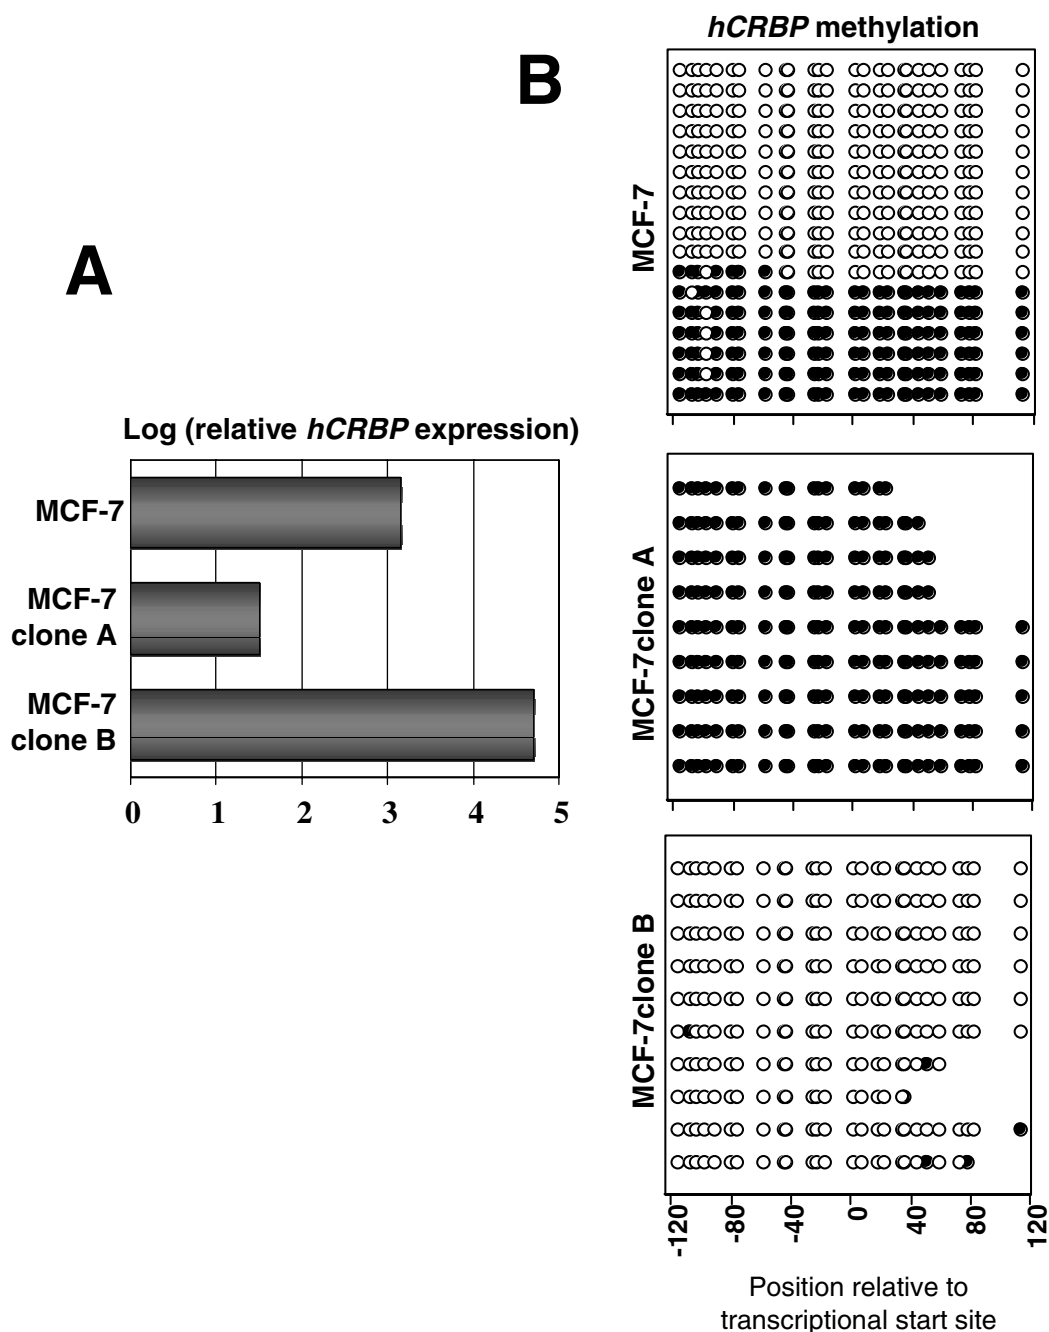 A
Log (relative hCRBP expression)
MCF-7
MCF-7
clone A
MCF-7
clone B
0 1 2 3 4 5
B
hCRBP methylation
MCF-7
MCF-7clone A
MCF-7clone B
-120 -80 -40 0 40 80 120
Position relative to
transcriptional start site